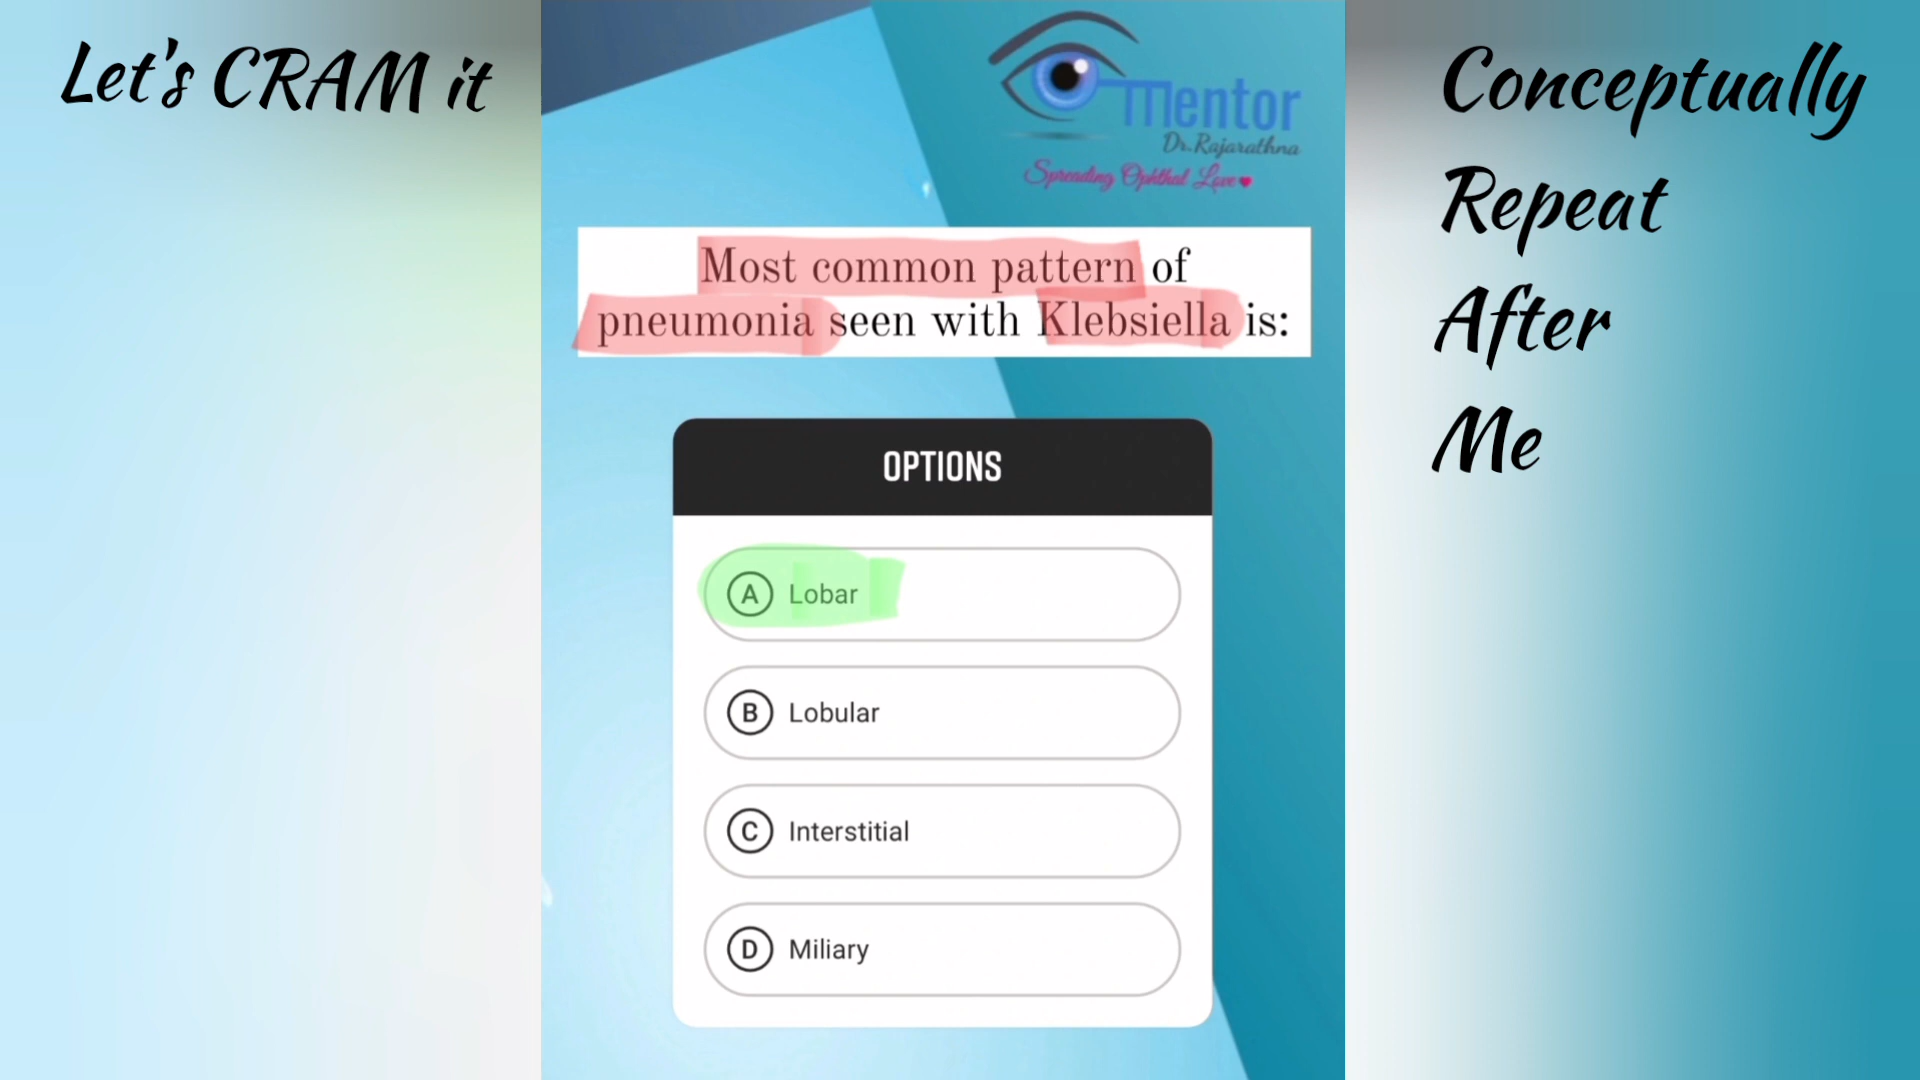 Let's CRAM it
mentor
Dr.Rajarathna
Spreading Ophthal Love
Most common pattern of
pneumonia seen with Klebsiella is:
OPTIONS
A Lobar
B Lobular
C Interstitial
D Miliary
Conceptually
Repeat
After
Me